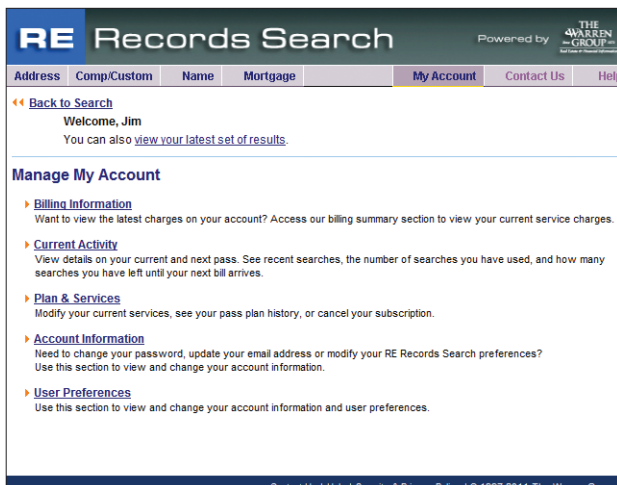 RE Records Search Powered by THE WARREN GROUP
Address Comp/Custom Name Mortgage My Account Contact Us Help
Back to Search
Welcome, Jim
You can also view your latest set of results.
Manage My Account
Billing Information
Want to view the latest charges on your account? Access our billing summary section to view your current service charges.
Current Activity
View details on your current and next pass. See recent searches, the number of searches you have used, and how many
searches you have left until your next bill arrives.
Plan & Services
Modify your current services, see your pass plan history, or cancel your subscription.
Account Information
Need to change your password, update your email address or modify your RE Records Search preferences?
Use this section to view and change your account information.
User Preferences
Use this section to view and change your account information and user preferences.